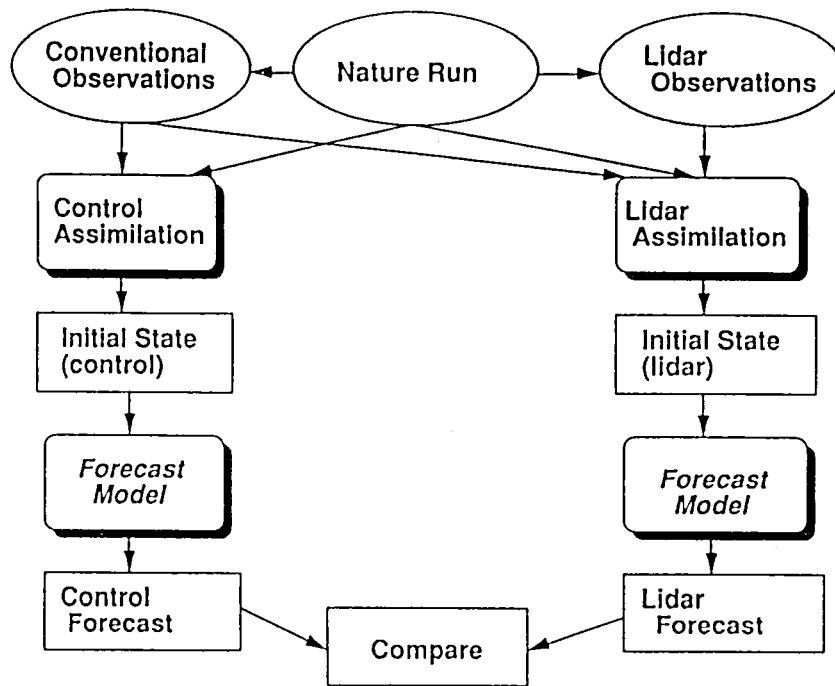 Conventional
Observations
Nature Run
Lidar
Observations
Control
Assimilation
Lidar
Assimilation
Initial State
(control)
Initial State
(lidar)
Forecast
Model
Forecast
Model
Control
Forecast
Compare
Lidar
Forecast